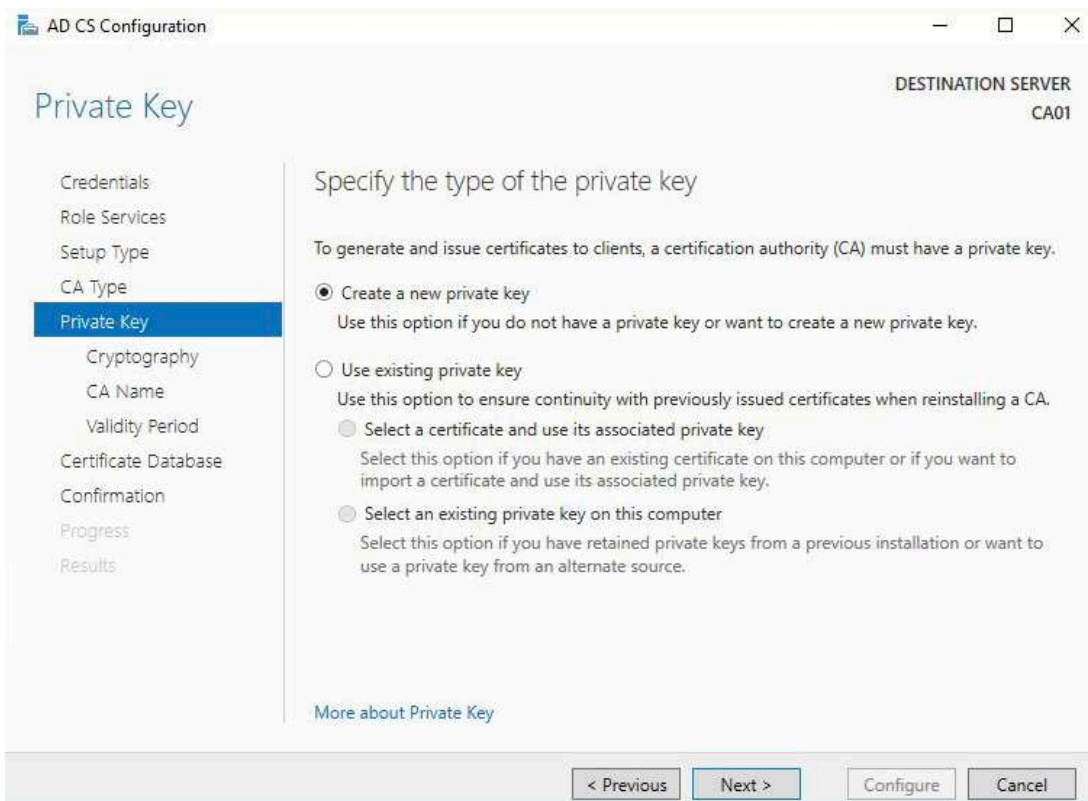 AD CS Configuration
DESTINATION SERVER
CA01
Private Key
Credentials
Role Services
Setup Type
CA Type
Private Key
Cryptography
CA Name
Validity Period
Certificate Database
Confirmation
Progress
Results
Specify the type of the private key
To generate and issue certificates to clients, a certification authority (CA) must have a private key.
Create a new private key
Use this option if you do not have a private key or want to create a new private key.
Use existing private key
Use this option to ensure continuity with previously issued certificates when reinstalling a CA.
Select a certificate and use its associated private key
Select this option if you have an existing certificate on this computer or if you want to
import a certificate and use its associated private key.
Select an existing private key on this computer
Select this option if you have retained private keys from a previous installation or want to
use a private key from an alternate source.
More about Private Key
< Previous
Next >
Configure
Cancel